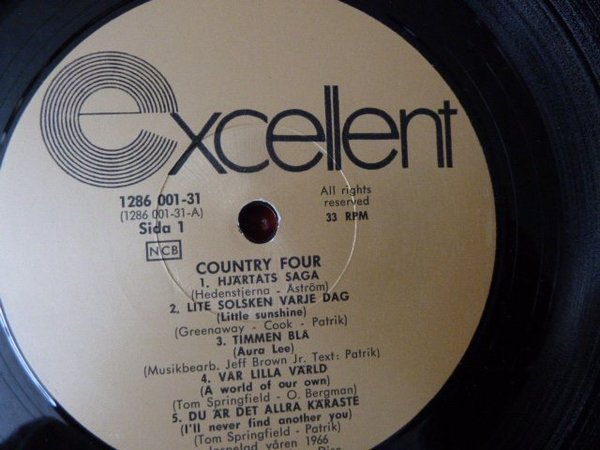 excellent
1286 001-31
(1286 001-31-A)
Sida 1
NCB
All rights
reserved
33 RPM
COUNTRY FOUR
1. HJÄRTATS SAGA
(Hedenstjerna - Åström)
2. LITE SOLSKEN VARJE DAG
(Little sunshine)
(Greenaway - Cook - Patrik)
3. TIMMEN BLÅ
(Aura Lee)
(Musikbearb. Jeff Brown Jr. Text: Patrik)
4. VÅR LILLA VÄRLD
(A world of our own)
(Tom Springfield - O. Bergman)
5. DU ÄR DET ALLRA KÄRASTE
(I'll never find another you)
(Tom Springfield - Patrik)
Inspelad våren 1966